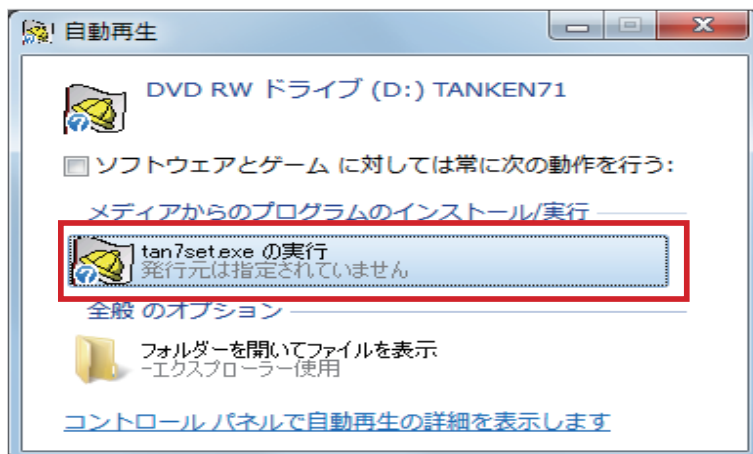 自動再生
DVD RW ドライブ (D:) TANKEN71
ソフトウェアとゲーム に対しては常に次の動作を行う:
メディアからのプログラムのインストール/実行
tan7set.exe の実行
発行元は指定されていません
全般 のオプション
フォルダーを開いてファイルを表示
-エクスプローラー使用
コントロール パネルで自動再生の詳細を表示します